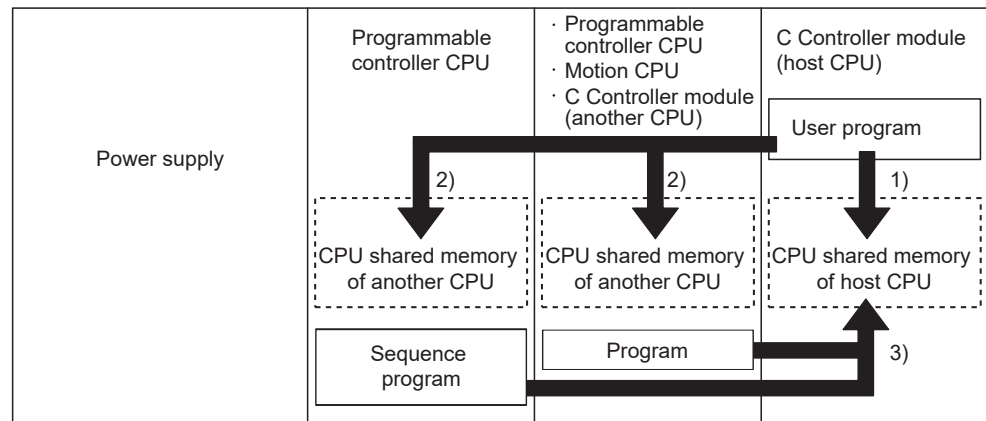 Power supply
Programmable
controller CPU
· Programmable
controller CPU
· Motion CPU
· C Controller module
(another CPU)
C Controller module
(host CPU)
User program
2)
2)
1)
CPU shared memory
of another CPU
CPU shared memory
of another CPU
CPU shared memory
of host CPU
Sequence
program
Program
3)